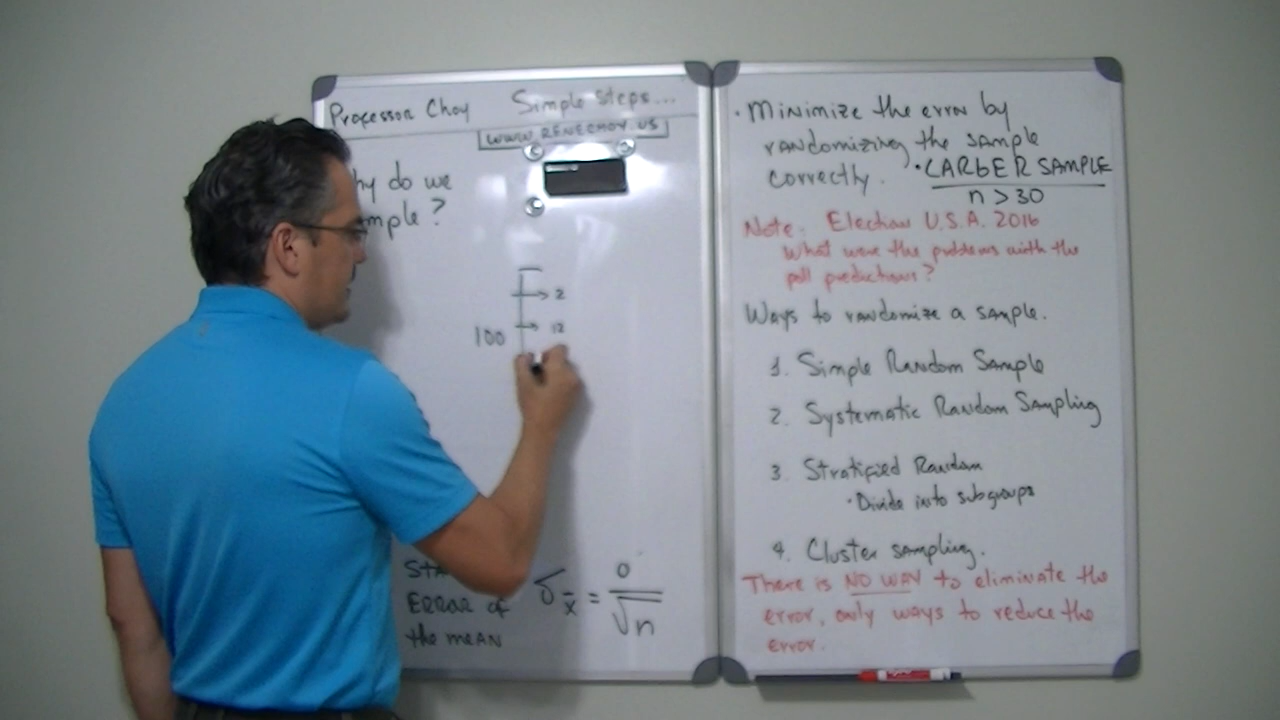 Professor Choy Simple Steps...
WWW.RENECHOY.US
hy do we
mple?
2
12
100
STA
ERROR OF
the MEAN
σx̄ = σ/√n
• MINIMIZE the error by
randomizing the sample
correctly. • LARGER SAMPLE
n > 30
Note: Election U.S.A. 2016
What were the problems with the
poll predictions?
Ways to randomize a sample.
1. Simple Random Sample
2. Systematic Random Sampling
3. Stratified Random
• Divide into subgroups
4. Cluster sampling.
There is NO WAY to eliminate the
error, only ways to reduce the
error.